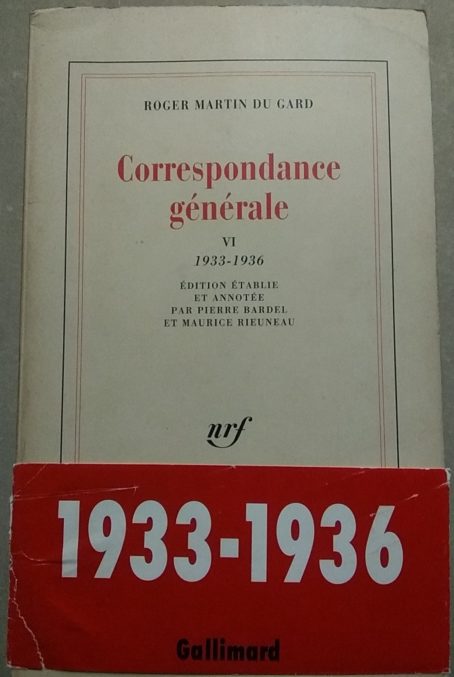 ROGER MARTIN DU GARD
Correspondance
générale
VI
1933-1936
ÉDITION ÉTABLIE
ET ANNOTÉE
PAR PIERRE BARDEL
ET MAURICE RIEUNEAU
nrf
1933-1936
Gallimard